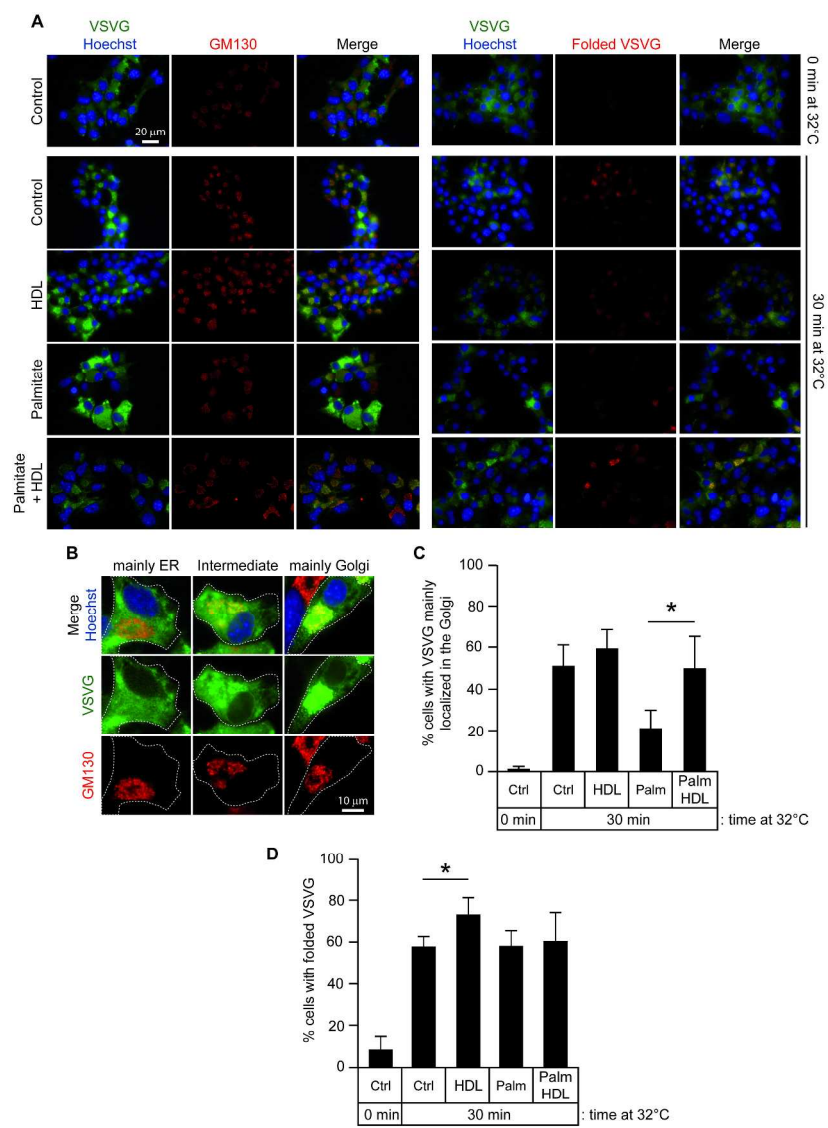 A
VSVG
Hoechst
GM130
Merge
VSVG
Hoechst
Folded VSVG
Merge
Control
20 μm
0 min at 32°C
Control
HDL
Palmitate
Palmitate
+ HDL
30 min at 32°C
B
mainly ER
Intermediate
mainly Golgi
Merge
Hoechst
VSVG
GM130
10 μm
C
% cells with VSVG mainly
localized in the Golgi
100
80
60
40
20
0
*
Ctrl
Ctrl
HDL
Palm
Palm
HDL
0 min
30 min
: time at 32°C
D
% cells with folded VSVG
100
80
60
40
20
0
*
Ctrl
Ctrl
HDL
Palm
Palm
HDL
0 min
30 min
: time at 32°C